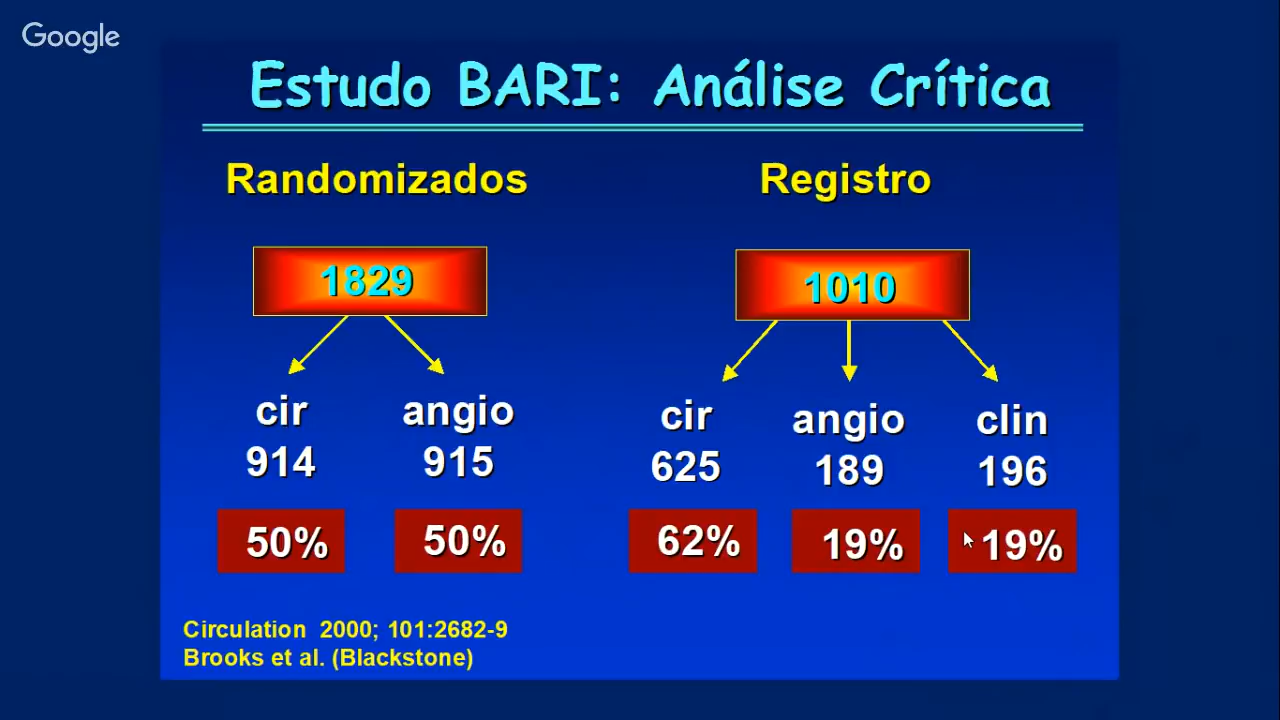 Google
Estudo BARI: Análise Crítica
Randomizados
Registro
1829
1010
cir
angio
914
915
50%
50%
cir
angio
clin
625
189
196
62%
19%
19%
Circulation 2000; 101:2682-9
Brooks et al. (Blackstone)